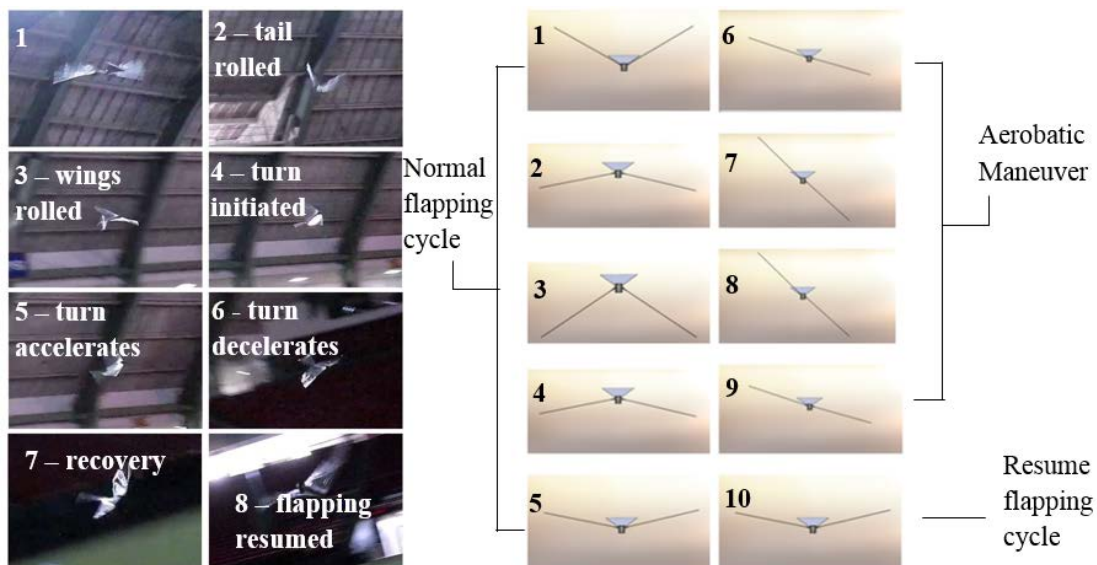 1
2 – tail
rolled
3 – wings
rolled
4 – turn
initiated
5 – turn
accelerates
6 - turn
decelerates
7 – recovery
8 – flapping
resumed
Normal
flapping
cycle
1
2
3
4
5
6
7
8
9
10
Aerobatic
Maneuver
Resume
flapping
cycle